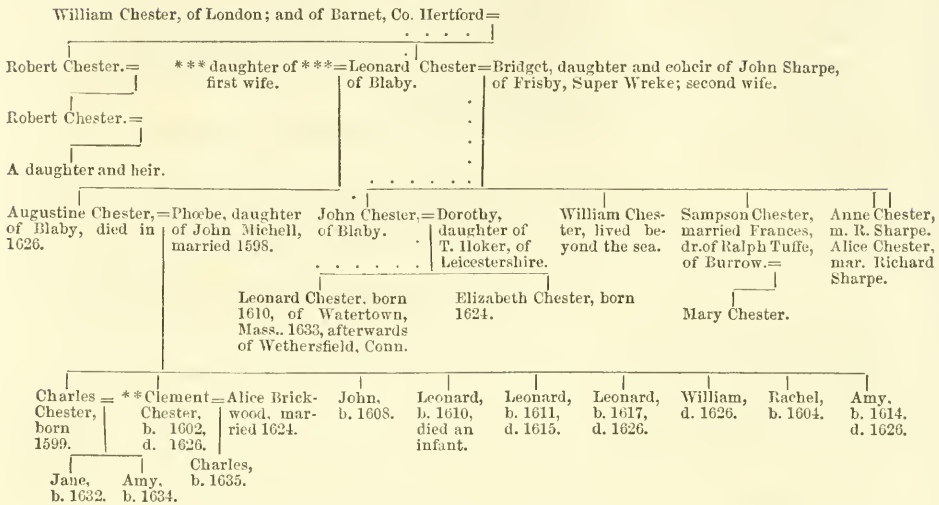 William Chester, of London; and of Barnet, Co. Hertford=
Robert Chester.=
* * * daughter of * * *=Leonard Chester=Bridget, daughter and coheir of John Sharpe,
first wife. of Blaby. of Frisby, Super Wreke; second wife.
Robert Chester.=
A daughter and heir.
Augustine Chester,=
of Blaby, died in
1626.
Phœbe, daughter
of John Michell,
married 1598.
John Chester,=
of Blaby.
Dorothy,
daughter of
T. Hoker, of
Leicestershire.
William Ches-
ter, lived be-
yond the sea.
Sampson Chester,
married Frances,
dr. of Ralph Tuffe,
of Burrow.=
Anne Chester,
m. R. Sharpe.
Alice Chester,
mar. Richard
Sharpe.
Leonard Chester, born
1610, of Watertown,
Mass.. 1633, afterwards
of Wethersfield, Conn.
Elizabeth Chester, born
1624.
Mary Chester.
Charles =
Chester,
born
1599.
* * Clement=
Chester,
b. 1602,
d. 1626.
Alice Brick-
wood, mar-
ried 1624.
John,
b. 1608.
Leonard,
b. 1610,
died an
infant.
Leonard,
b. 1611,
d. 1615.
Leonard,
b. 1617,
d. 1626.
William,
d. 1626.
Rachel,
b. 1604.
Amy,
b. 1614.
d. 1626.
Jane,
b. 1632.
Amy,
b. 1634.
Charles,
b. 1635.